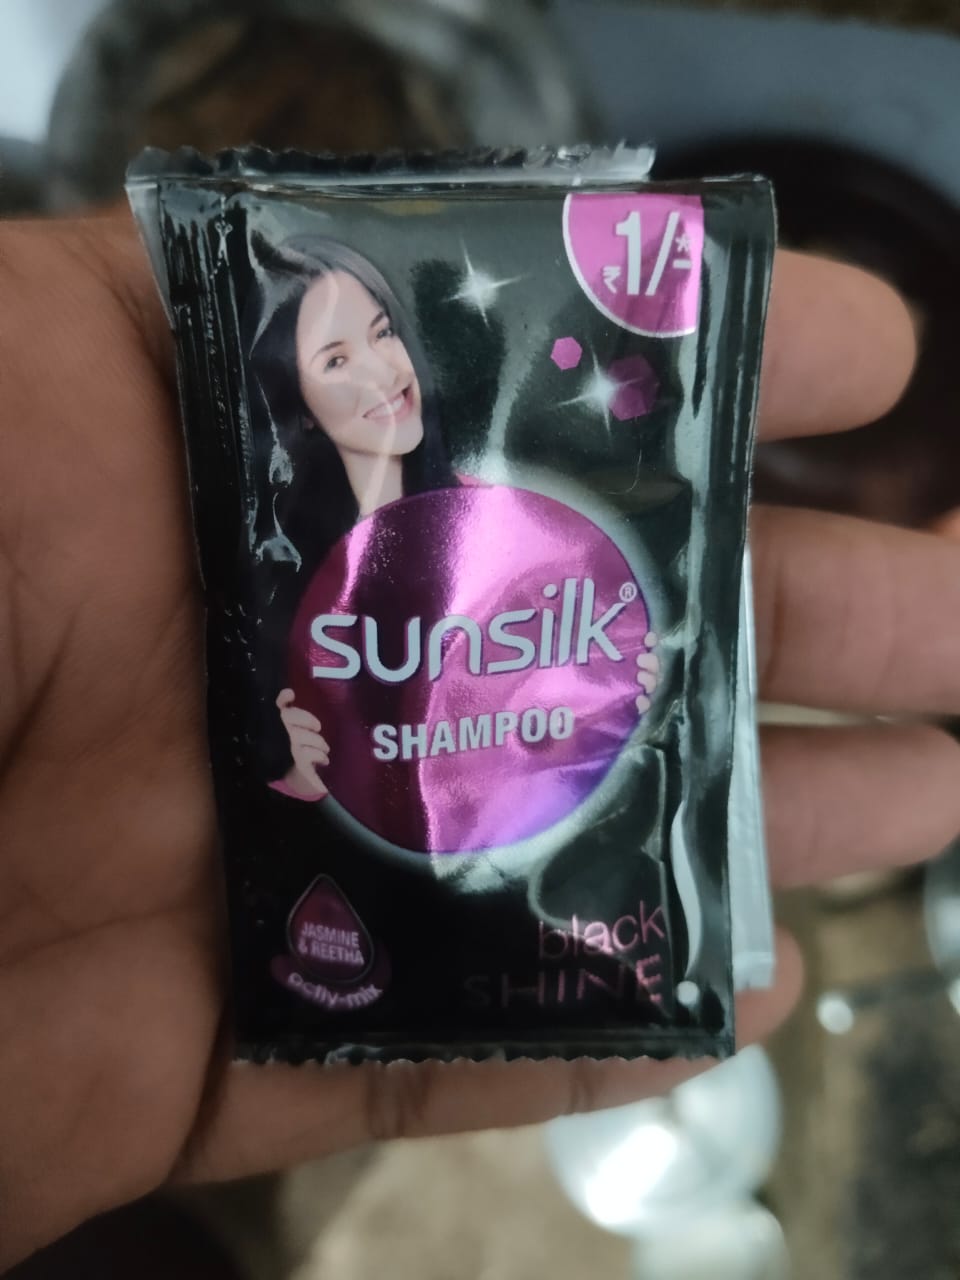 ₹1/-*
sunsilk®
SHAMPOO
JASMINE
& REETHA
black
SHINE